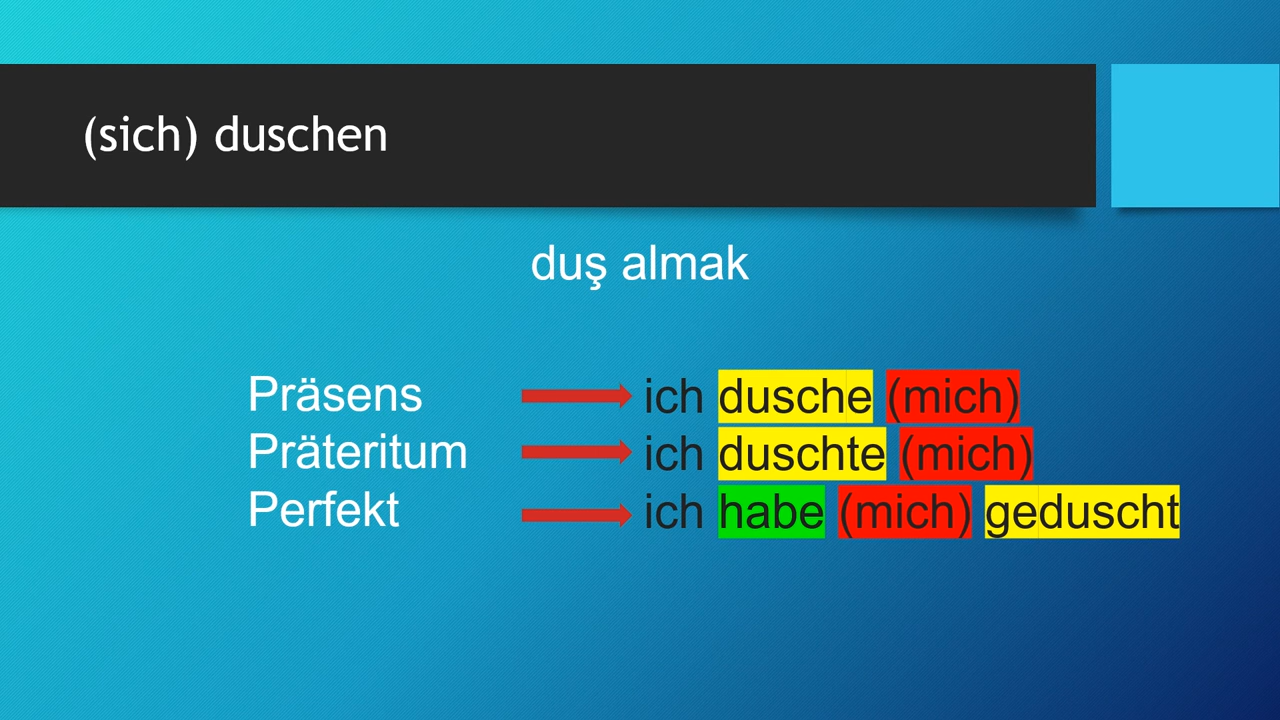 (sich) duschen
duş almak
Präsens ich dusche (mich)
Präteritum ich duschte (mich)
Perfekt ich habe (mich) geduscht